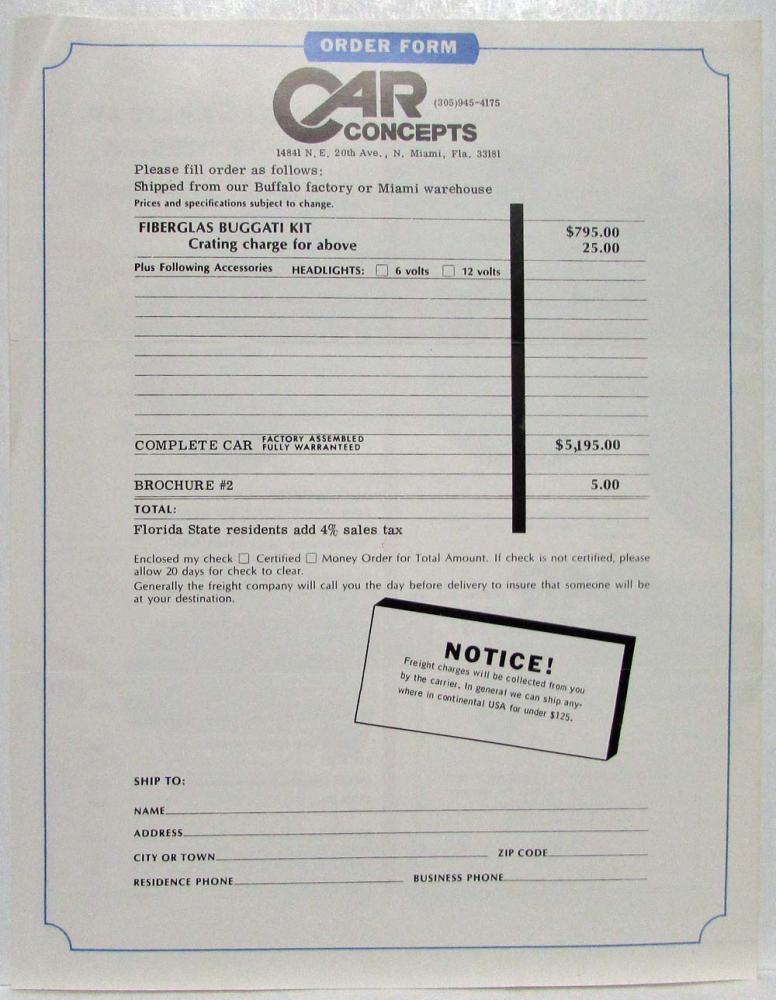 ORDER FORM
CAR (305)945-4175
CONCEPTS
14841 N. E. 20th Ave., N. Miami, Fla. 33181
Please fill order as follows:
Shipped from our Buffalo factory or Miami warehouse
Prices and specifications subject to change.
FIBERGLAS BUGGATI KIT $795.00
Crating charge for above 25.00
Plus Following Accessories HEADLIGHTS: ☐ 6 volts ☐ 12 volts
COMPLETE CAR FACTORY ASSEMBLED FULLY WARRANTEED $5,195.00
BROCHURE #2 5.00
TOTAL:
Florida State residents add 4% sales tax
Enclosed my check ☐ Certified ☐ Money Order for Total Amount. If check is not certified, please
allow 20 days for check to clear.
Generally the freight company will call you the day before delivery to insure that someone will be
at your destination.
NOTICE!
Freight charges will be collected from you
by the carrier. In general we can ship any-
where in continental USA for under $125.
SHIP TO:
NAME
ADDRESS
CITY OR TOWN ZIP CODE
RESIDENCE PHONE BUSINESS PHONE